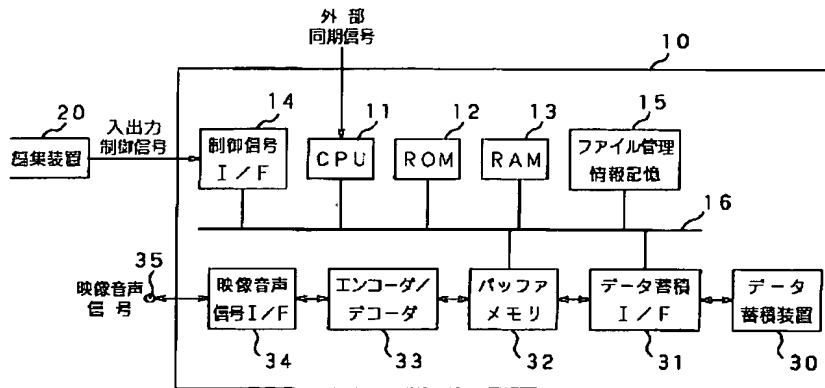 外部
同期信号
10
20
14
11
12
13
15
入出力
制御信号
編集装置
制御信号
I/F
CPU
ROM
RAM
ファイル管理
情報記憶
16
35
映像音声
信号
映像音声
信号I/F
エンコーダ/
デコーダ
バッファ
メモリ
データ蓄積
I/F
データ
蓄積装置
34
33
32
31
30